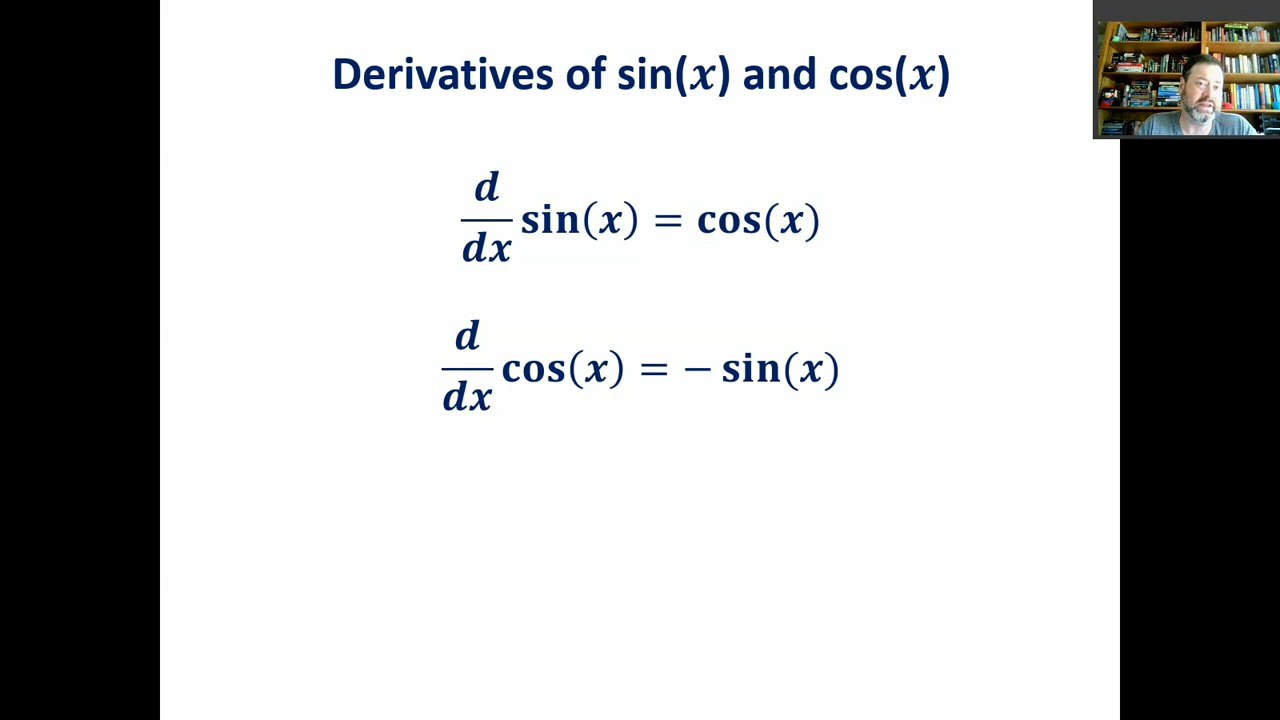 Derivatives of sin(x) and cos(x)
d/dx sin(x) = cos(x)
d/dx cos(x) = − sin(x)